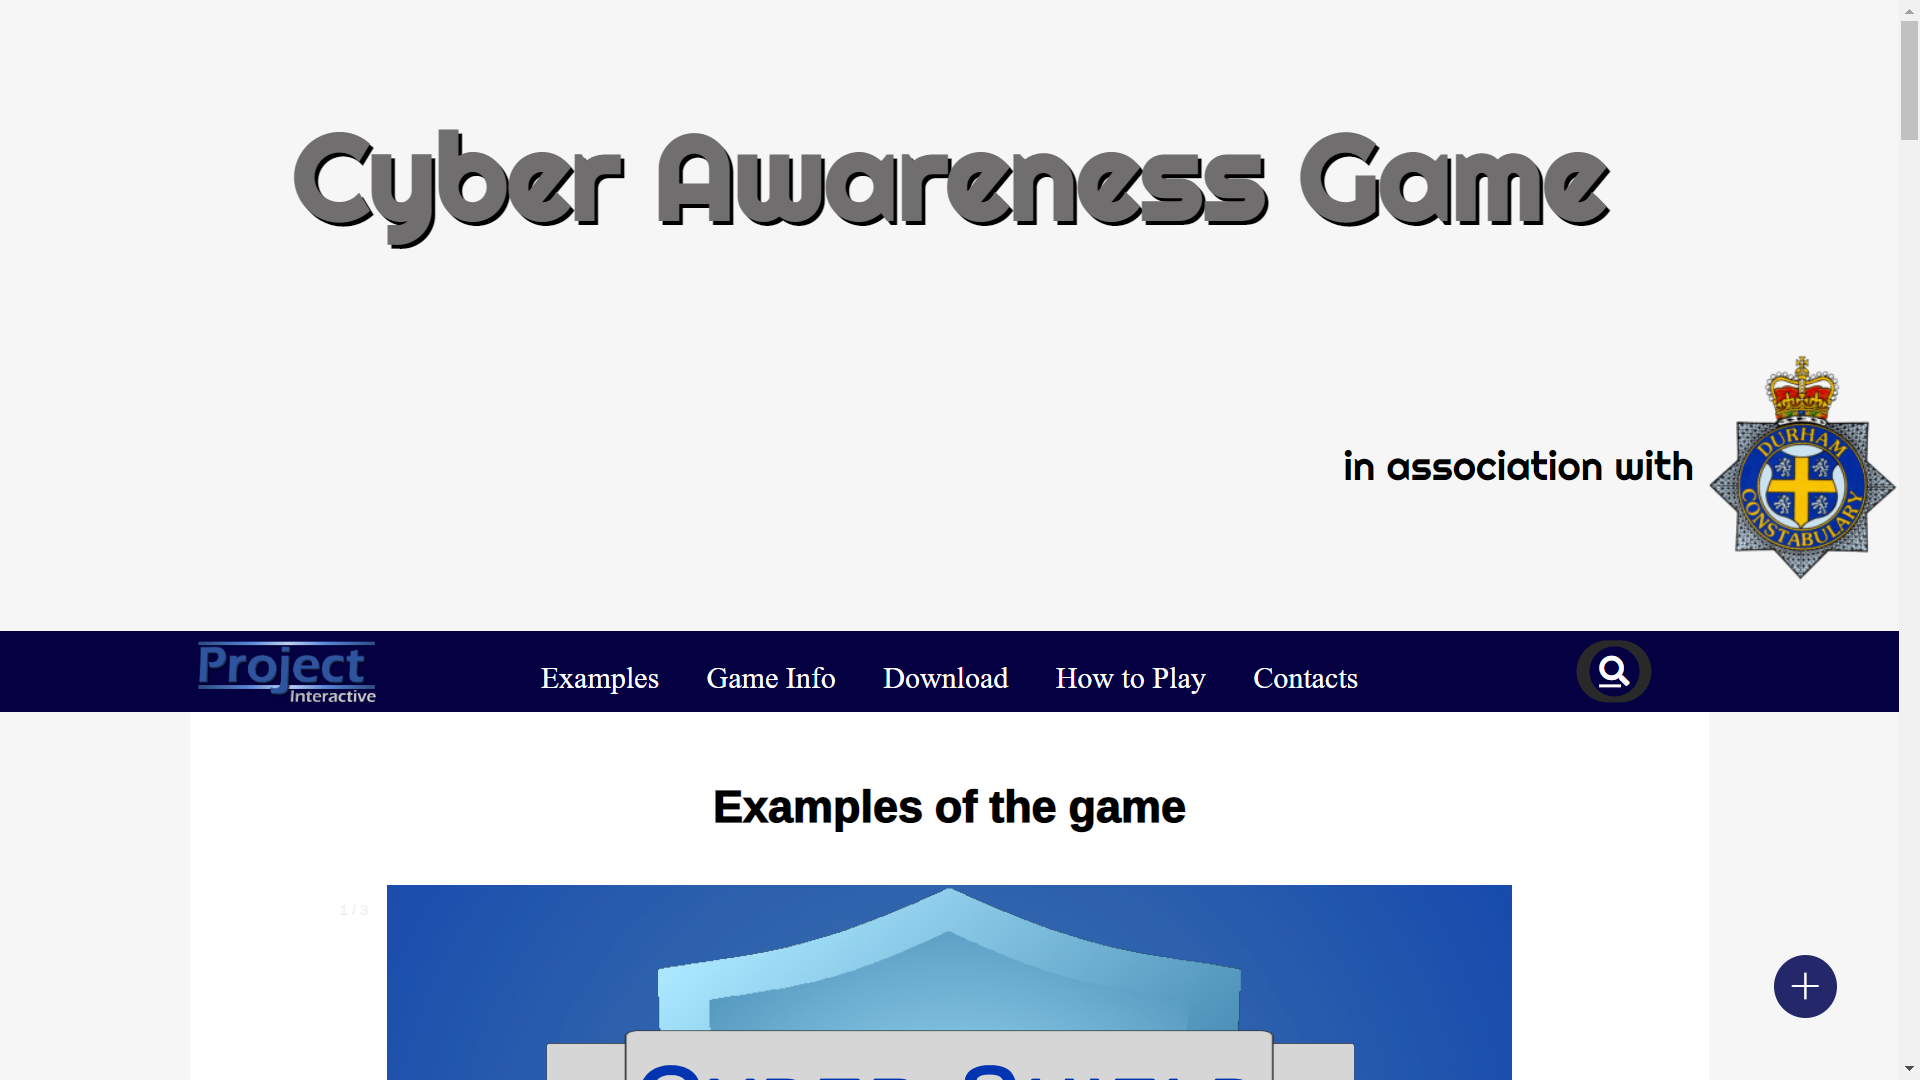 Cyber Awareness Game
in association with
DURHAM
CONSTABULARY
Project
Interactive
Examples
Game Info
Download
How to Play
Contacts
Examples of the game
1 / 3